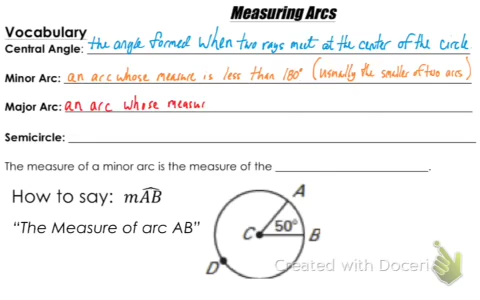 Measuring Arcs
Vocabulary
Central Angle: the angle formed when two rays meet at the center of the circle
Minor Arc: an arc whose measure is less than 180° (usually the smaller of two arcs)
Major Arc: an arc whose measur
Semicircle:
The measure of a minor arc is the measure of the ____________________.
How to say: mAB
A
"The Measure of arc AB"
C 50° B
D
Created with Doceri